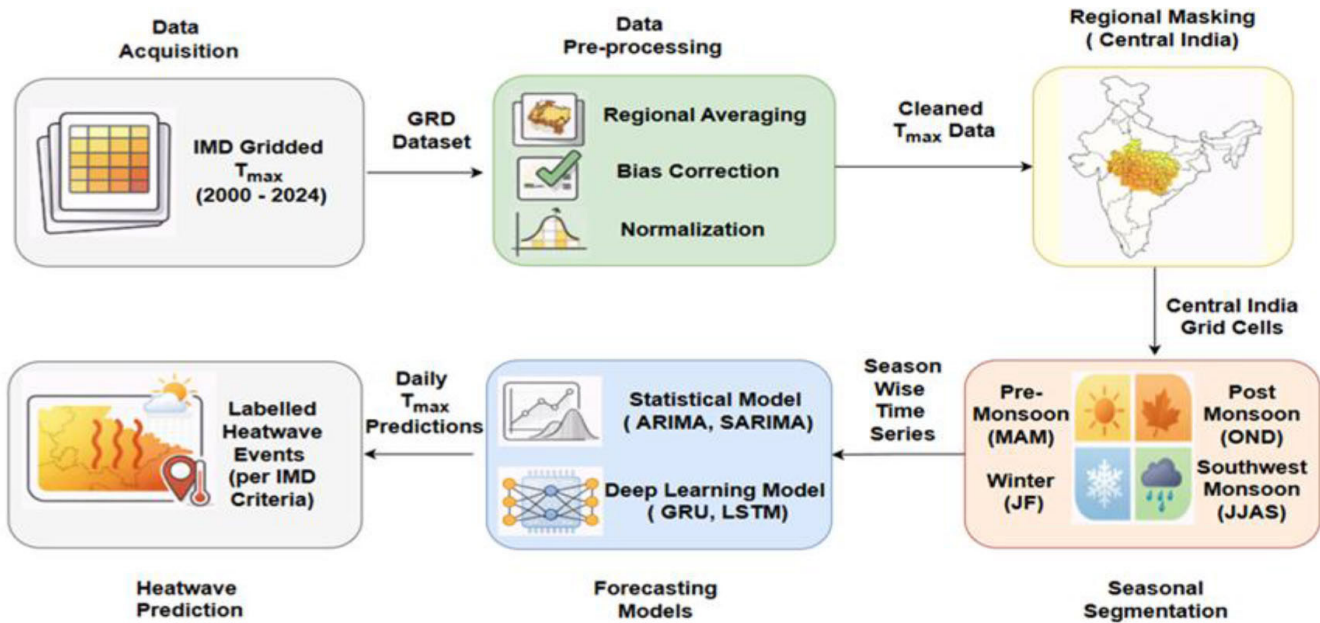 Data
Acquisition
Data
Pre-processing
Regional Masking
( Central India)
IMD Gridded
Tmax
(2000 - 2024)
GRD
Dataset
Regional Averaging
Bias Correction
Normalization
Cleaned
Tmax Data
Central India
Grid Cells
Pre-
Monsoon
(MAM)
Post
Monsoon
(OND)
Winter
(JF)
Southwest
Monsoon
(JJAS)
Season
Wise
Time
Series
Statistical Model
( ARIMA, SARIMA)
Deep Learning Model
( GRU, LSTM)
Daily
Tmax
Predictions
Labelled
Heatwave
Events
(per IMD
Criteria)
Heatwave
Prediction
Forecasting
Models
Seasonal
Segmentation